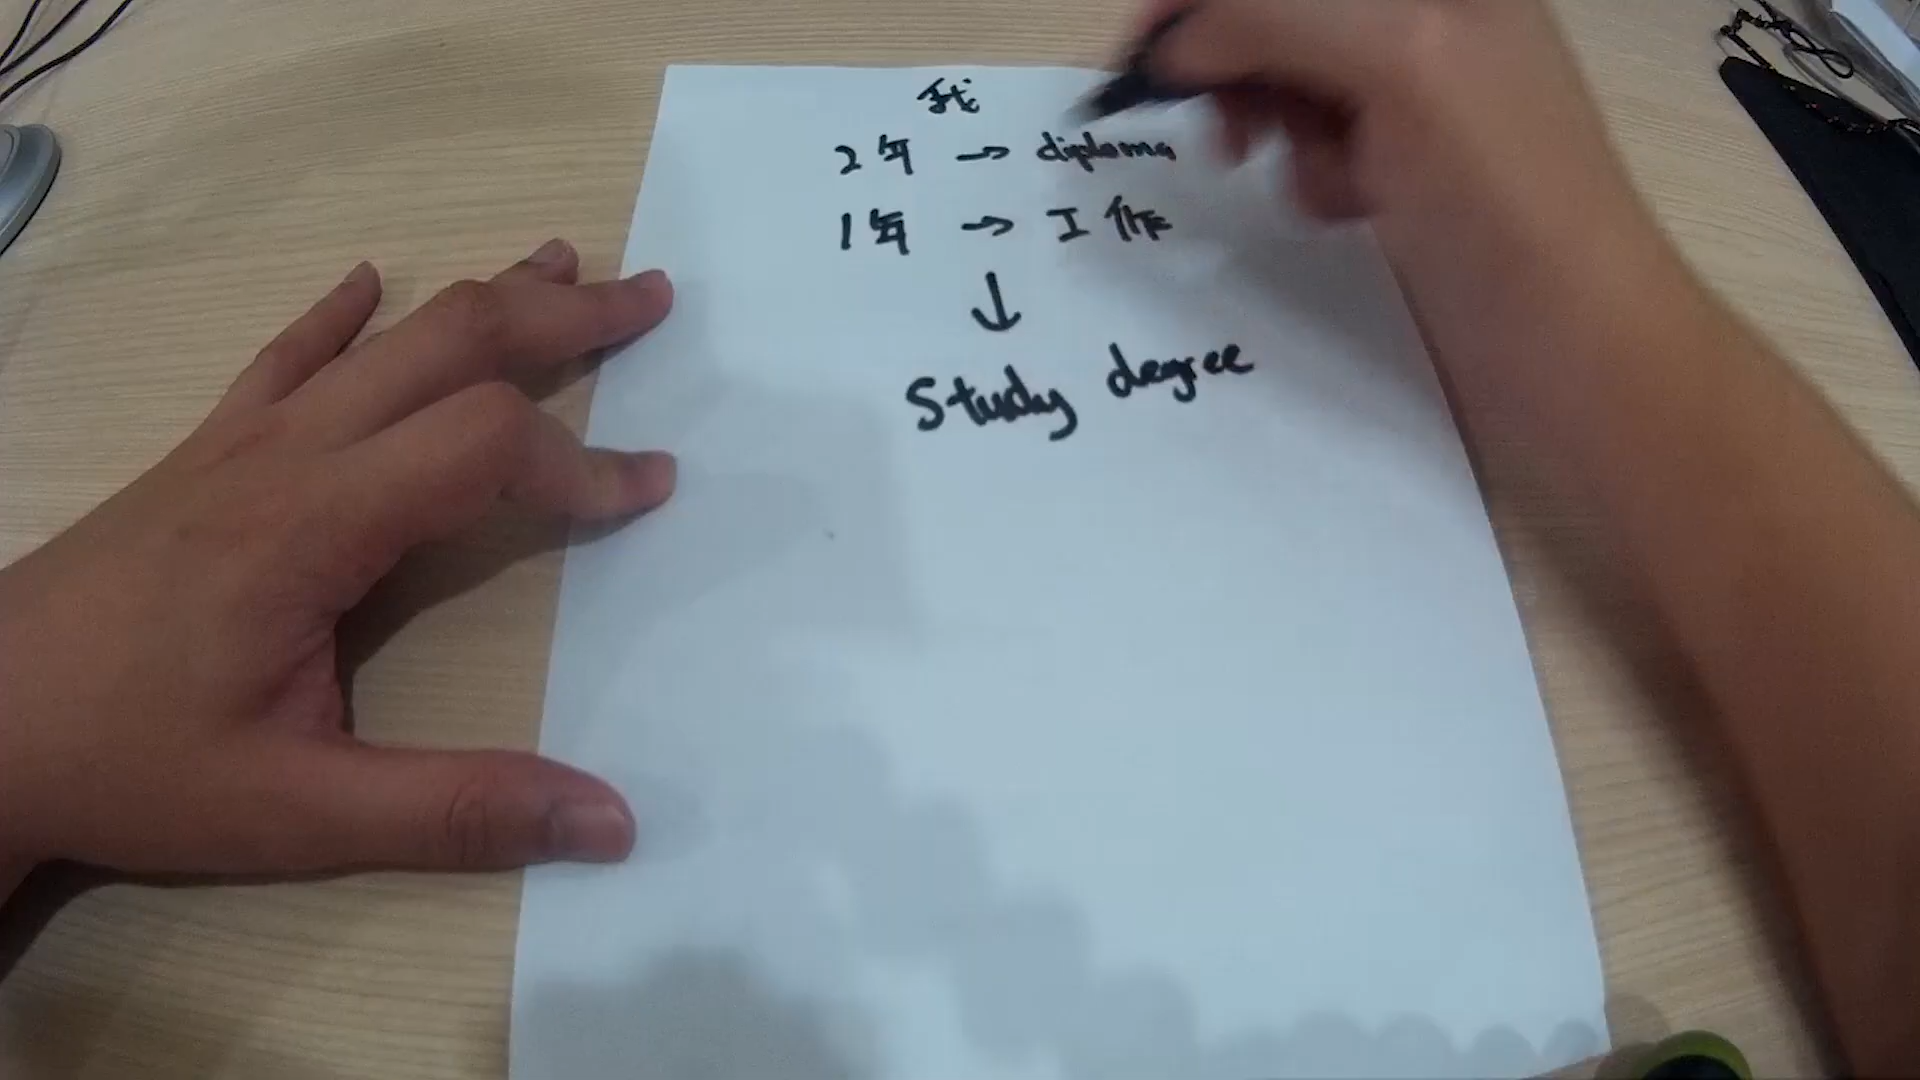 我
2年 → diploma
1年 → 工作
↓
Study degree